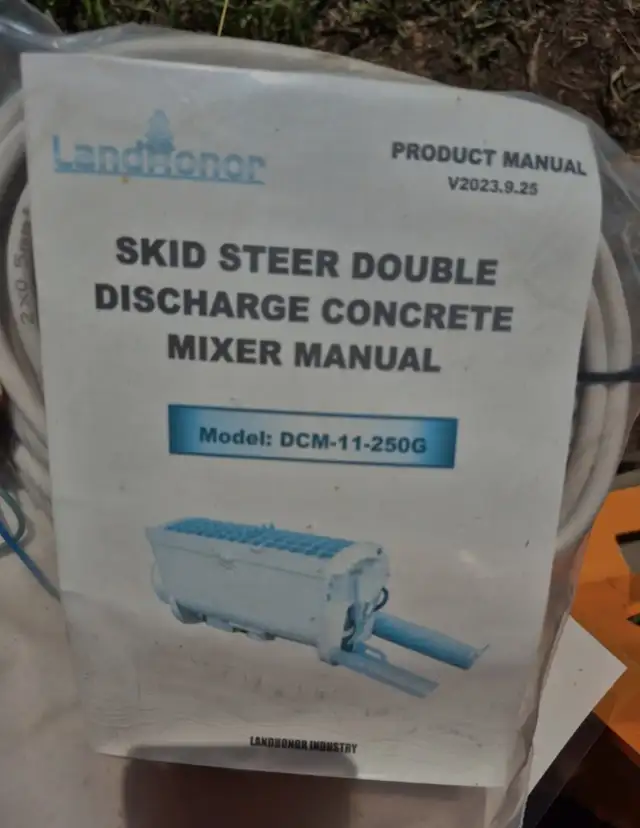 LandHonor
PRODUCT MANUAL
V2023.9.25
SKID STEER DOUBLE
DISCHARGE CONCRETE
MIXER MANUAL
Model: DCM-11-250G
LANDHONOR INDUSTRY